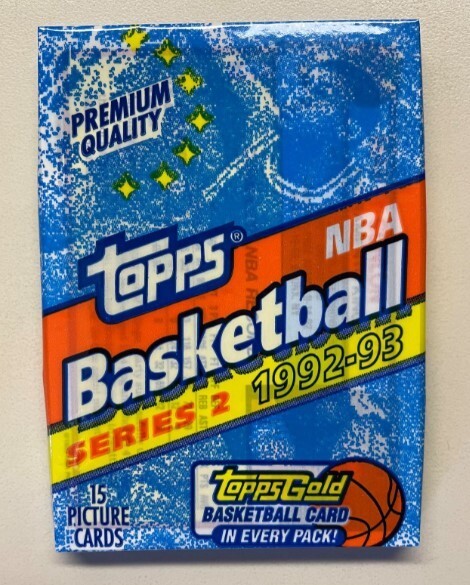 PREMIUM
QUALITY
Topps®
NBA
Basketball
SERIES 2 1992-93
15
PICTURE
CARDS
ToppsGold
BASKETBALL CARD
IN EVERY PACK!